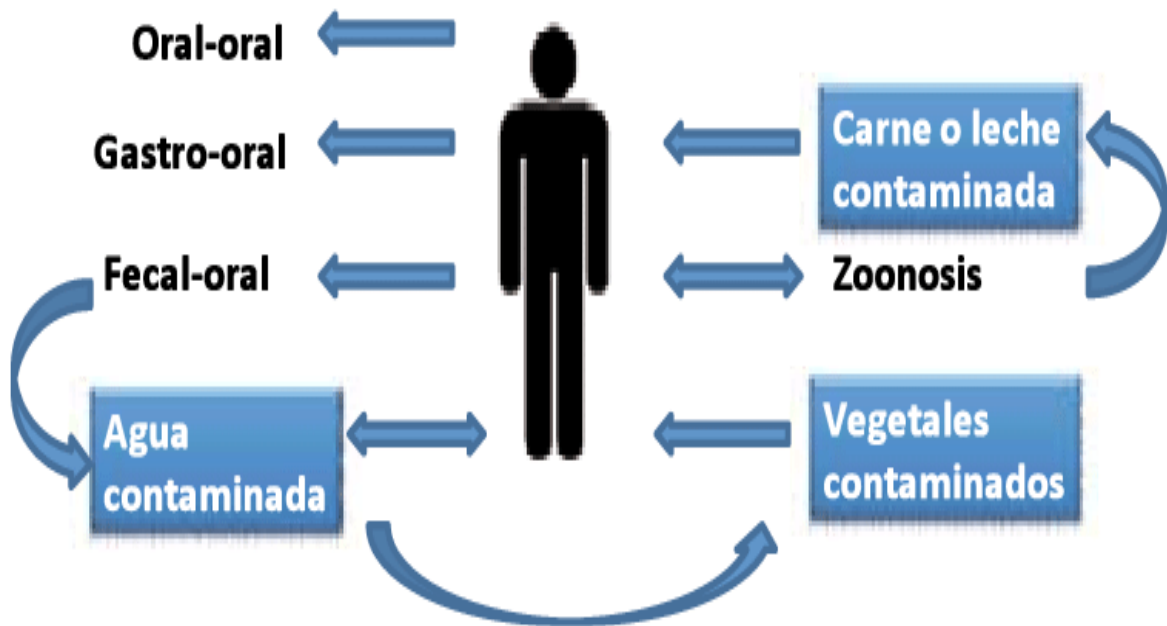 Oral-oral
Gastro-oral
Fecal-oral
Agua
contaminada
Carne o leche
contaminada
Zoonosis
Vegetales
contaminados